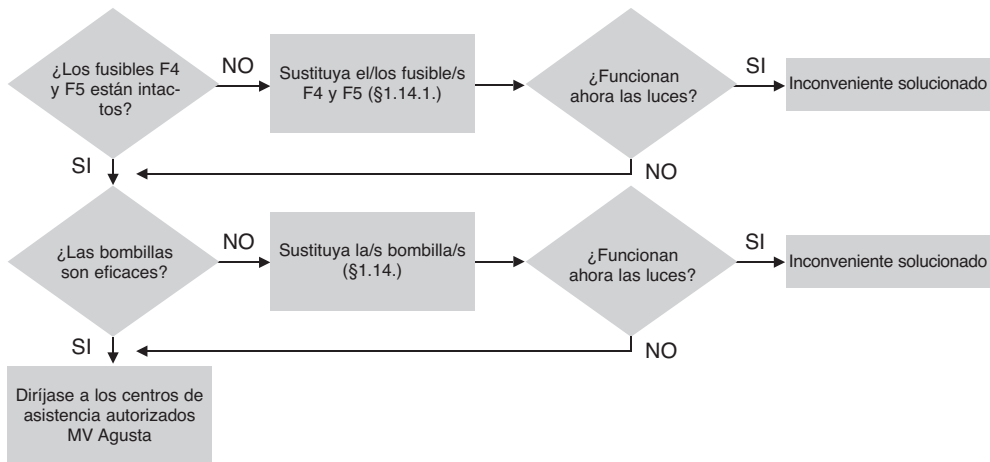 ¿Los fusibles F4
y F5 están intac-
tos?
NO
Sustituya el/los fusible/s
F4 y F5 (§1.14.1.)
¿Funcionan
ahora las luces?
SI
Inconveniente solucionado
SI
NO
¿Las bombillas
son eficaces?
NO
Sustituya la/s bombilla/s
(§1.14.)
¿Funcionan
ahora las luces?
SI
Inconveniente solucionado
SI
NO
Diríjase a los centros de
asistencia autorizados
MV Agusta